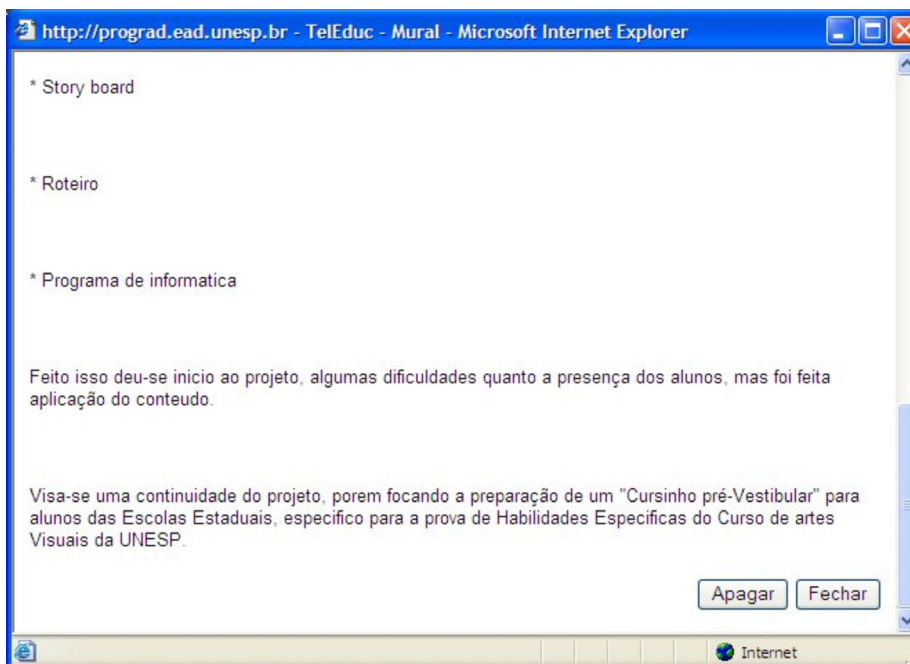 http://prograd.ead.unesp.br - TelEduc - Mural - Microsoft Internet Explorer
* Story board
* Roteiro
* Programa de informatica
Feito isso deu-se inicio ao projeto, algumas dificuldades quanto a presença dos alunos, mas foi feita
aplicação do conteudo.
Visa-se uma continuidade do projeto, porem focando a preparação de um "Cursinho pré-Vestibular" para
alunos das Escolas Estaduais, especifico para a prova de Habilidades Especificas do Curso de artes
Visuais da UNESP.
Apagar Fechar
Internet